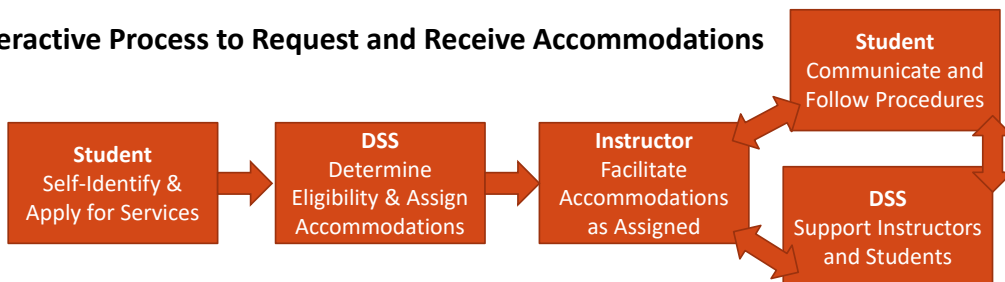 eractive Process to Request and Receive Accommodations
Student
Self-Identify &
Apply for Services
DSS
Determine
Eligibility & Assign
Accommodations
Instructor
Facilitate
Accommodations
as Assigned
Student
Communicate and
Follow Procedures
DSS
Support Instructors
and Students